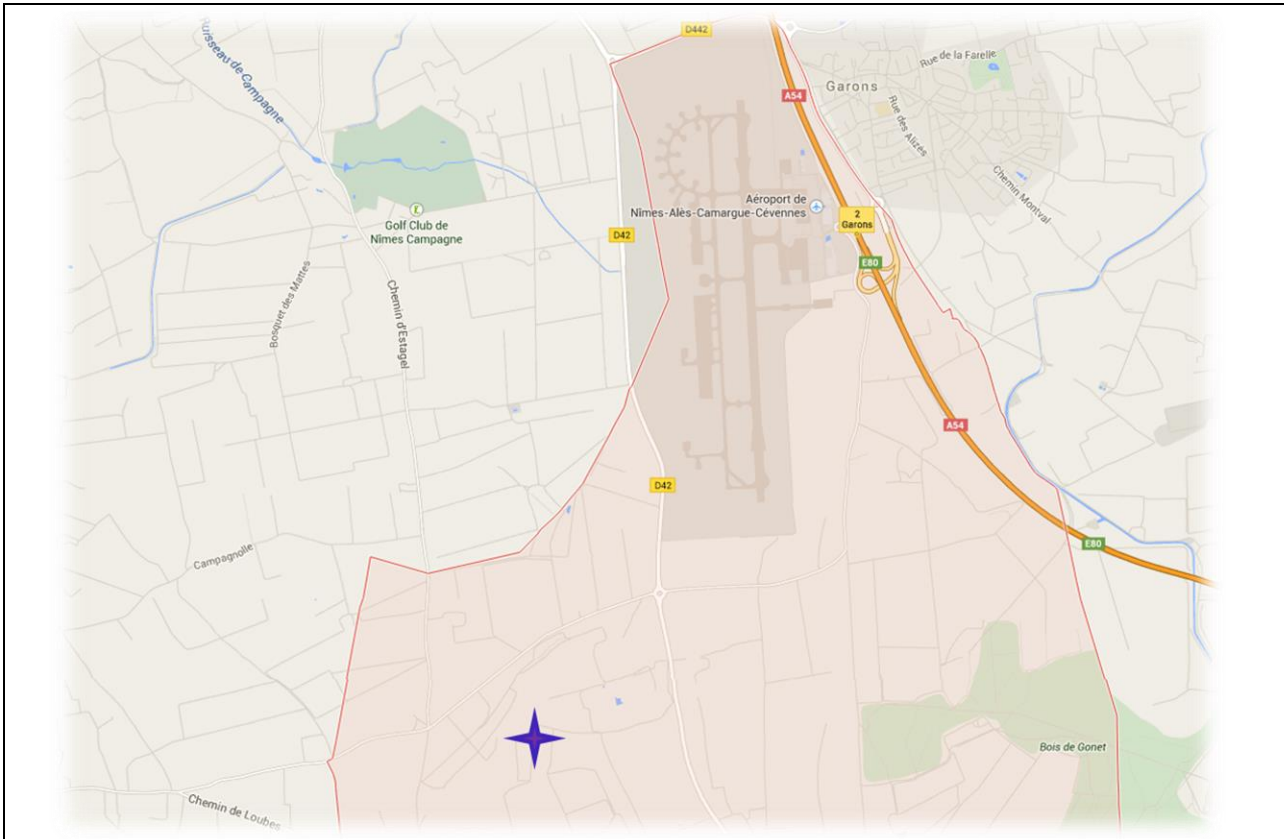 D442
Ruisseau de Campagne
Rue de la Farelle
Garons
A54
Rue des Alizés
Chemin Montval
Aéroport de
Nîmes-Alès-Camargue-Cévennes
2
Garons
Golf Club de
Nîmes Campagne
D42
E80
Bosquet des Mattes
Chemin d'Estagel
A54
D42
E80
Campagnolle
Bois de Gonet
Chemin de Loubes